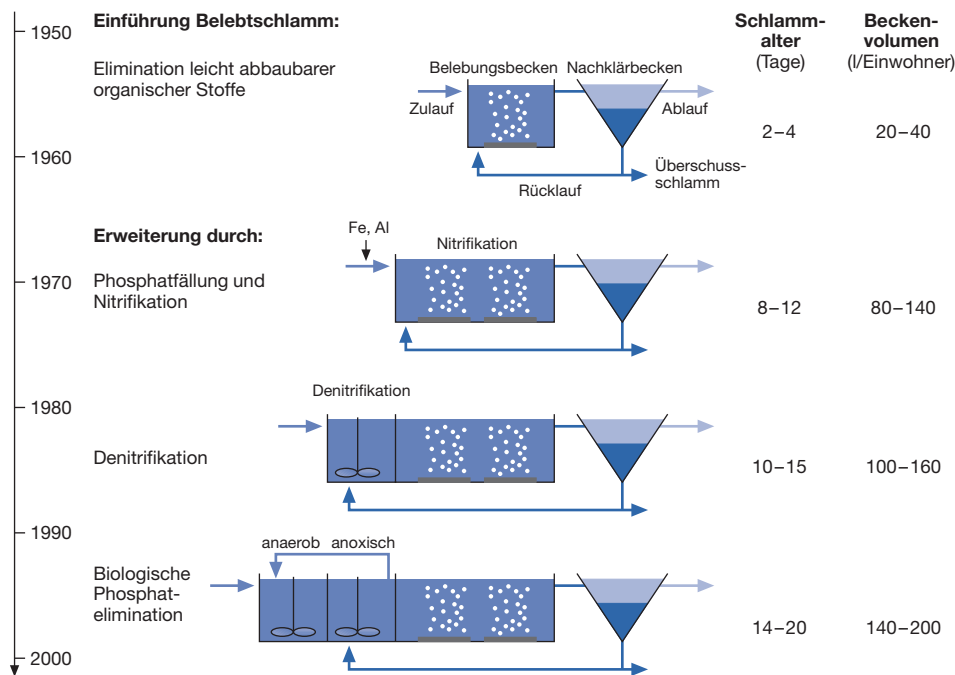 1950
Einführung Belebtschlamm:
Schlamm-
alter
(Tage)
Becken-
volumen
(l/Einwohner)
Elimination leicht abbaubarer
organischer Stoffe
Belebungsbecken
Nachklärbecken
Zulauf
Ablauf
2–4
20–40
1960
Rücklauf
Überschuss-
schlamm
Erweiterung durch:
Fe, Al
Nitrifikation
1970
Phosphatfällung und
Nitrifikation
8–12
80–140
1980
Denitrifikation
Denitrifikation
10–15
100–160
1990
anaerob
anoxisch
Biologische
Phosphat-
elimination
14–20
140–200
2000